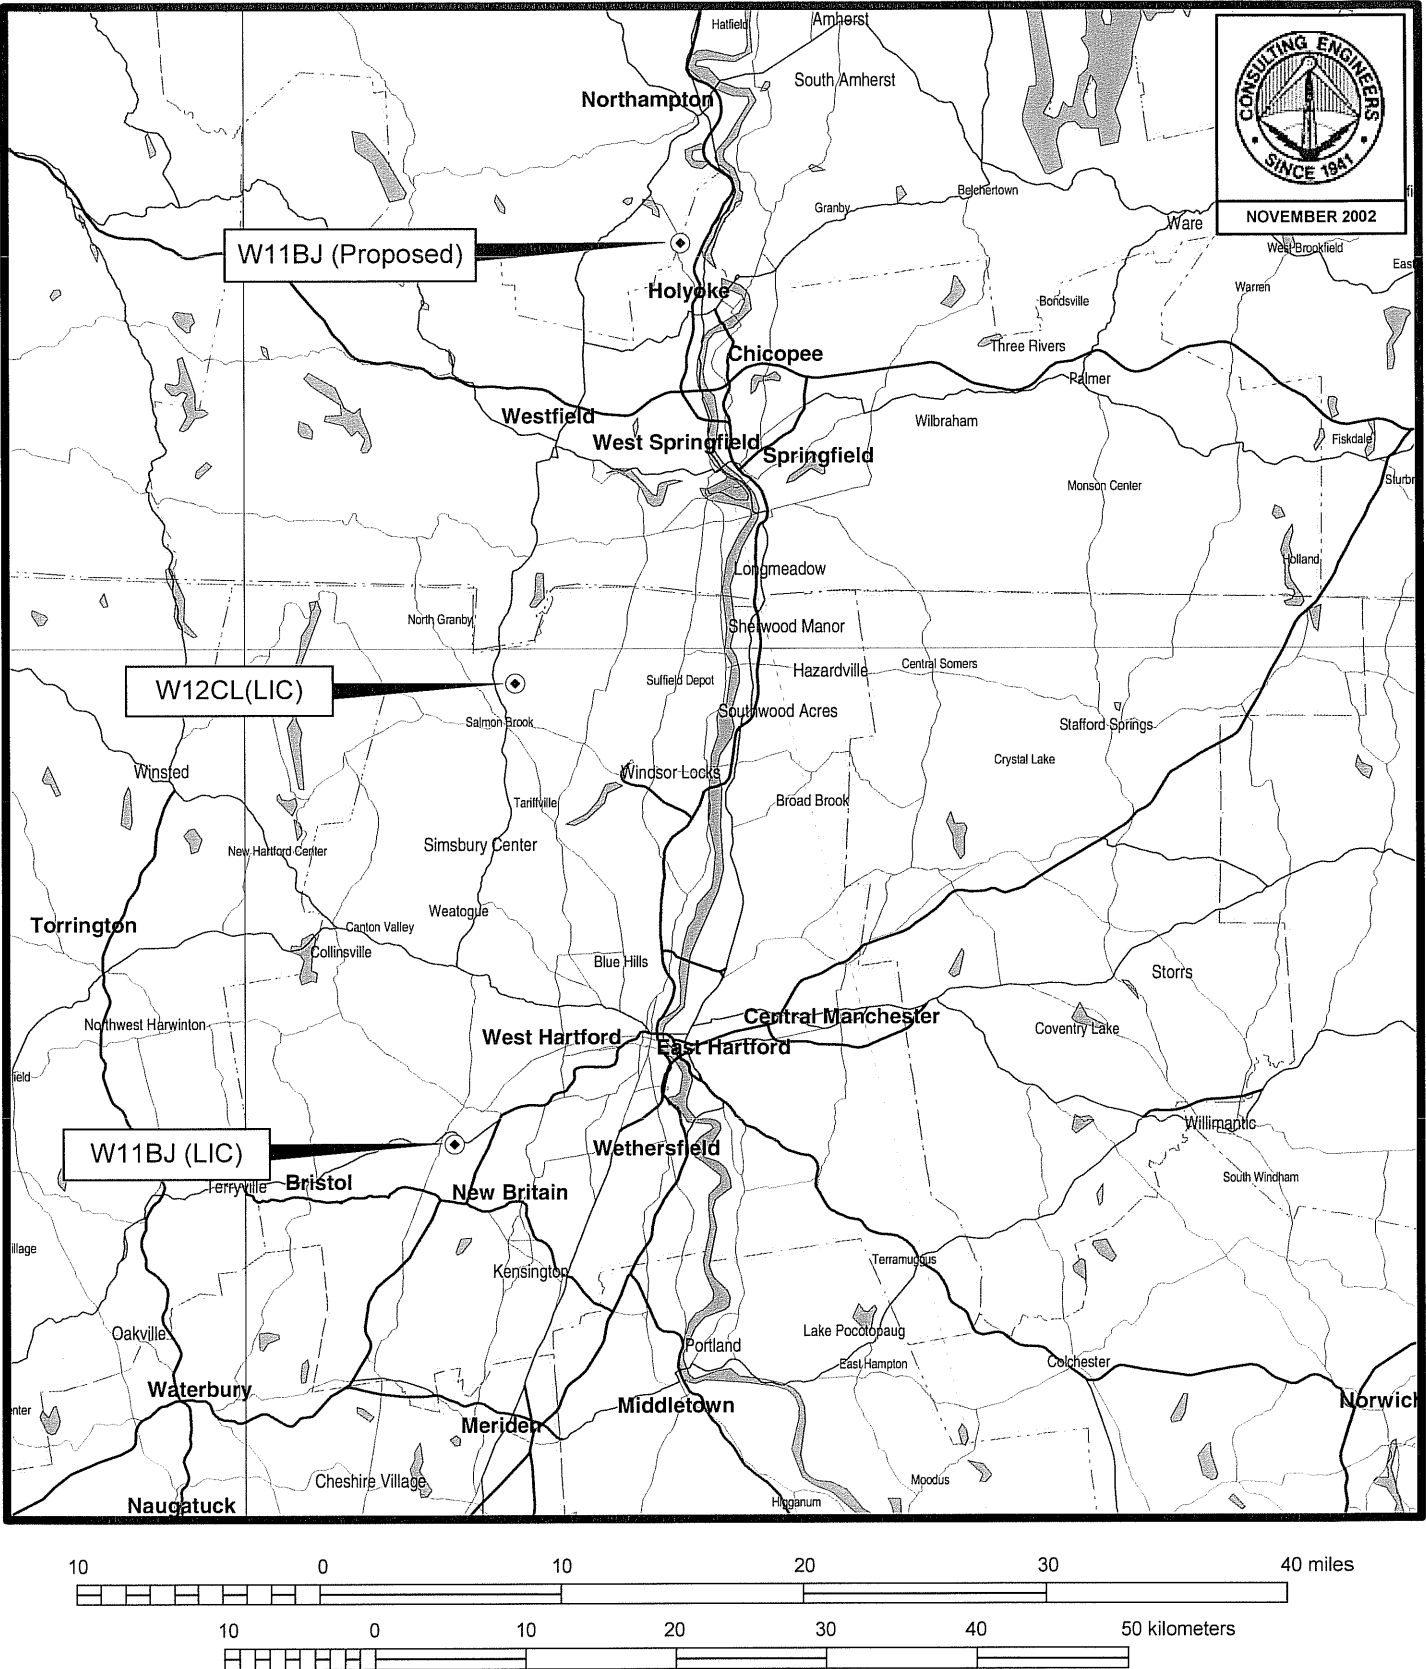 Hatfield
Amherst
CONSULTING ENGINEERS
SINCE 1941
South Amherst
Northampton
Belchertown
Granby
NOVEMBER 2002
Ware
West Brookfield
W11BJ (Proposed)
East
Holyoke
Warren
Bondsville
Three Rivers
Chicopee
Palmer
Westfield
Wilbraham
West Springfield
Fiskdale
Springfield
Sturbr
Monson Center
Holland
Longmeadow
North Granby
Sherwood Manor
Central Somers
Hazardville
Suffield Depot
W12CL(LIC)
Southwood Acres
Salmon Brook
Stafford Springs
Crystal Lake
Winsted
Windsor Locks
Tariffville
Broad Brook
Simsbury Center
New Hartford Center
Weatogue
Torrington
Canton Valley
Collinsville
Blue Hills
Storrs
Central Manchester
Northwest Harwinton
Coventry Lake
West Hartford
East Hartford
ield
Willimantic
W11BJ (LIC)
Wethersfield
South Windham
Terryville
Bristol
New Britain
illage
Terramuggus
Kensington
Oakville
Lake Pocotopaug
Portland
East Hampton
Colchester
Waterbury
Norwich
Middletown
enter
Meriden
Cheshire Village
Moodus
Higganum
Naugatuck
10 0 10 20 30 40 miles
10 0 10 20 30 40 50 kilometers